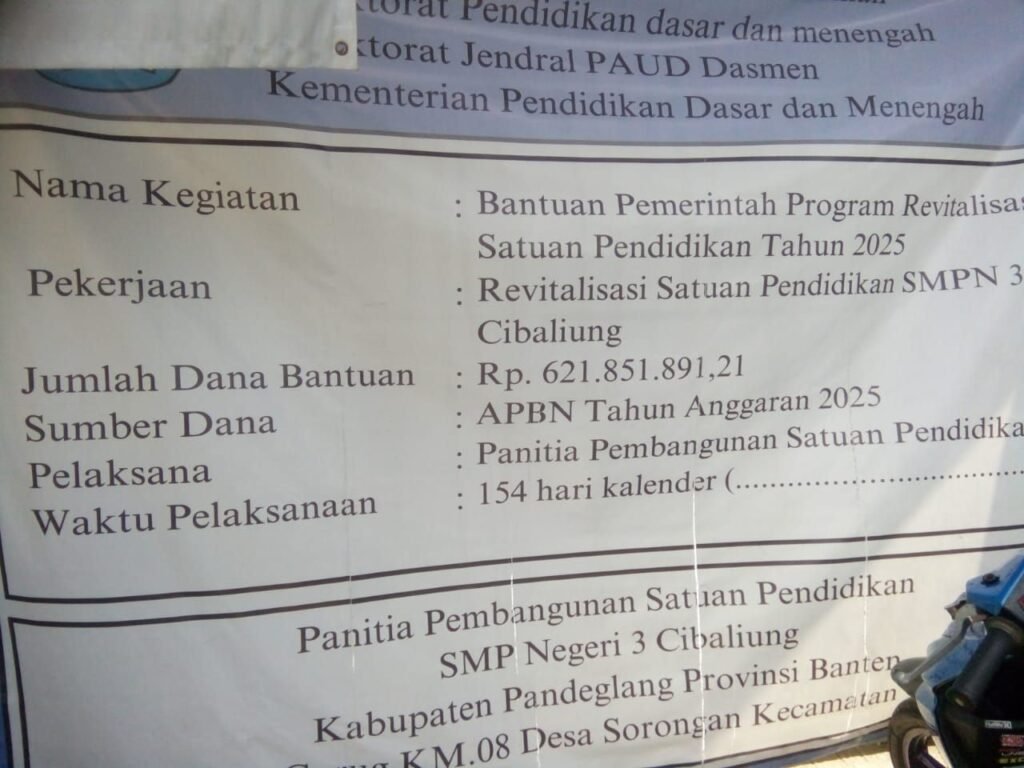 Pendidikan dasar dan menengah
Jendral PAUD Dasmen
Kementerian Pendidikan Dasar dan Menengah
Nama Kegiatan : Bantuan Pemerintah Program Revitalisas
Satuan Pendidikan Tahun 2025
Pekerjaan : Revitalisasi Satuan Pendidikan SMPN 3
Cibaliung
Jumlah Dana Bantuan : Rp. 621.851.891,21
Sumber Dana : APBN Tahun Anggaran 2025
Pelaksana : Panitia Pembangunan Satuan Pendidika
Waktu Pelaksanaan : 154 hari kalender (....................................
Panitia Pembangunan Satuan Pendidikan
SMP Negeri 3 Cibaliung
Kabupaten Pandeglang Provinsi Banten
KM.08 Desa Sorongan Kecamatan